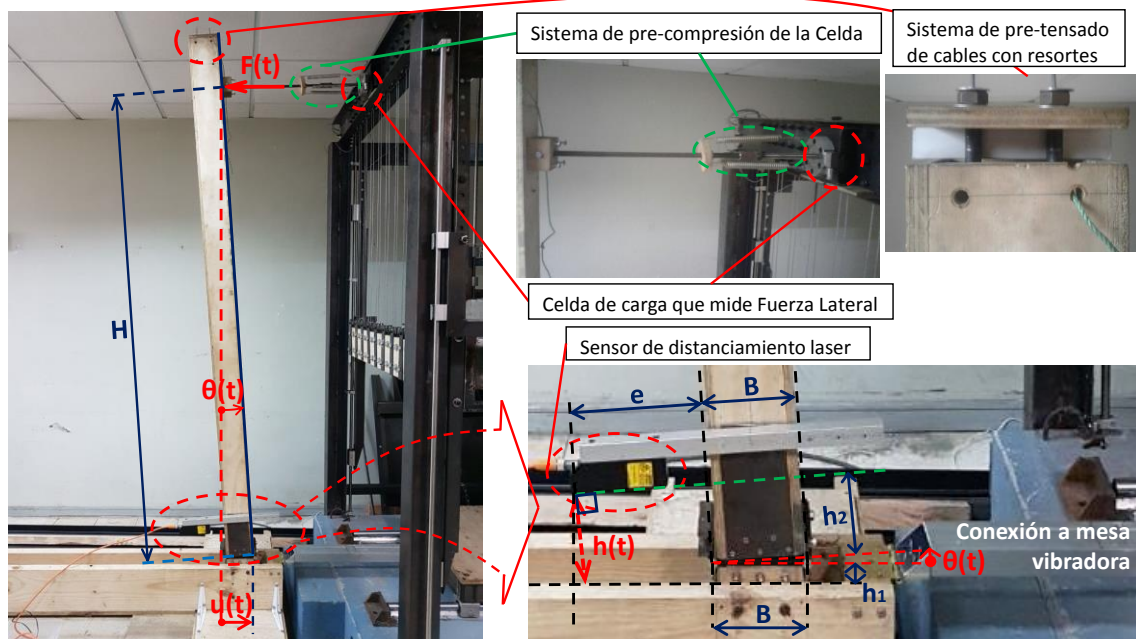 Sistema de pre-compresión de la Celda
Sistema de pre-tensado
de cables con resortes
F(t)
H
θ(t)
u(t)
Celda de carga que mide Fuerza Lateral
Sensor de distanciamiento laser
e
B
h2
h(t)
Conexión a mesa
vibradora
θ(t)
h1
B